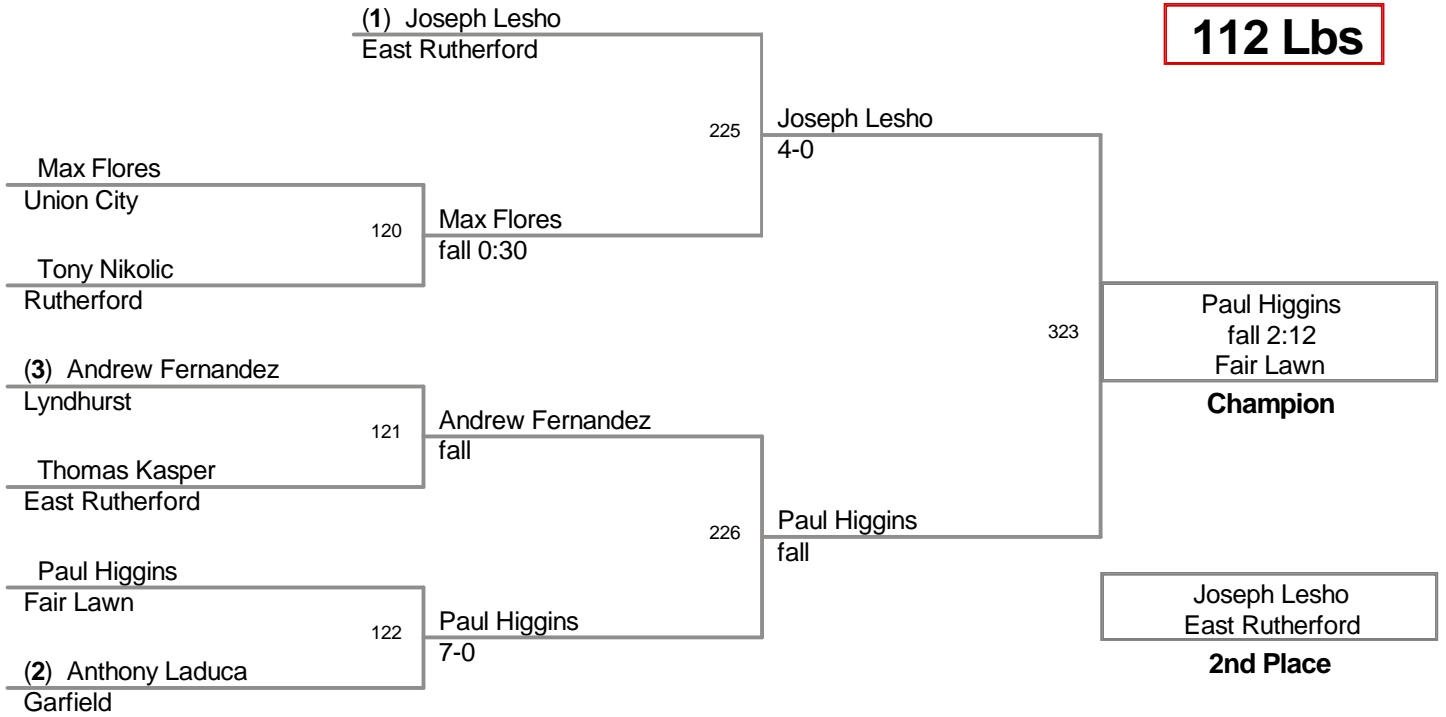 (1) Joseph Lesho
East Rutherford
112 Lbs
225
Joseph Lesho
4-0
Max Flores
Union City
120
Max Flores
fall 0:30
Tony Nikolic
Rutherford
323
Paul Higgins
fall 2:12
Fair Lawn
Champion
(3) Andrew Fernandez
Lyndhurst
121
Andrew Fernandez
fall
Thomas Kasper
East Rutherford
226
Paul Higgins
fall
Paul Higgins
Fair Lawn
122
Paul Higgins
7-0
(2) Anthony Laduca
Garfield
Joseph Lesho
East Rutherford
2nd Place